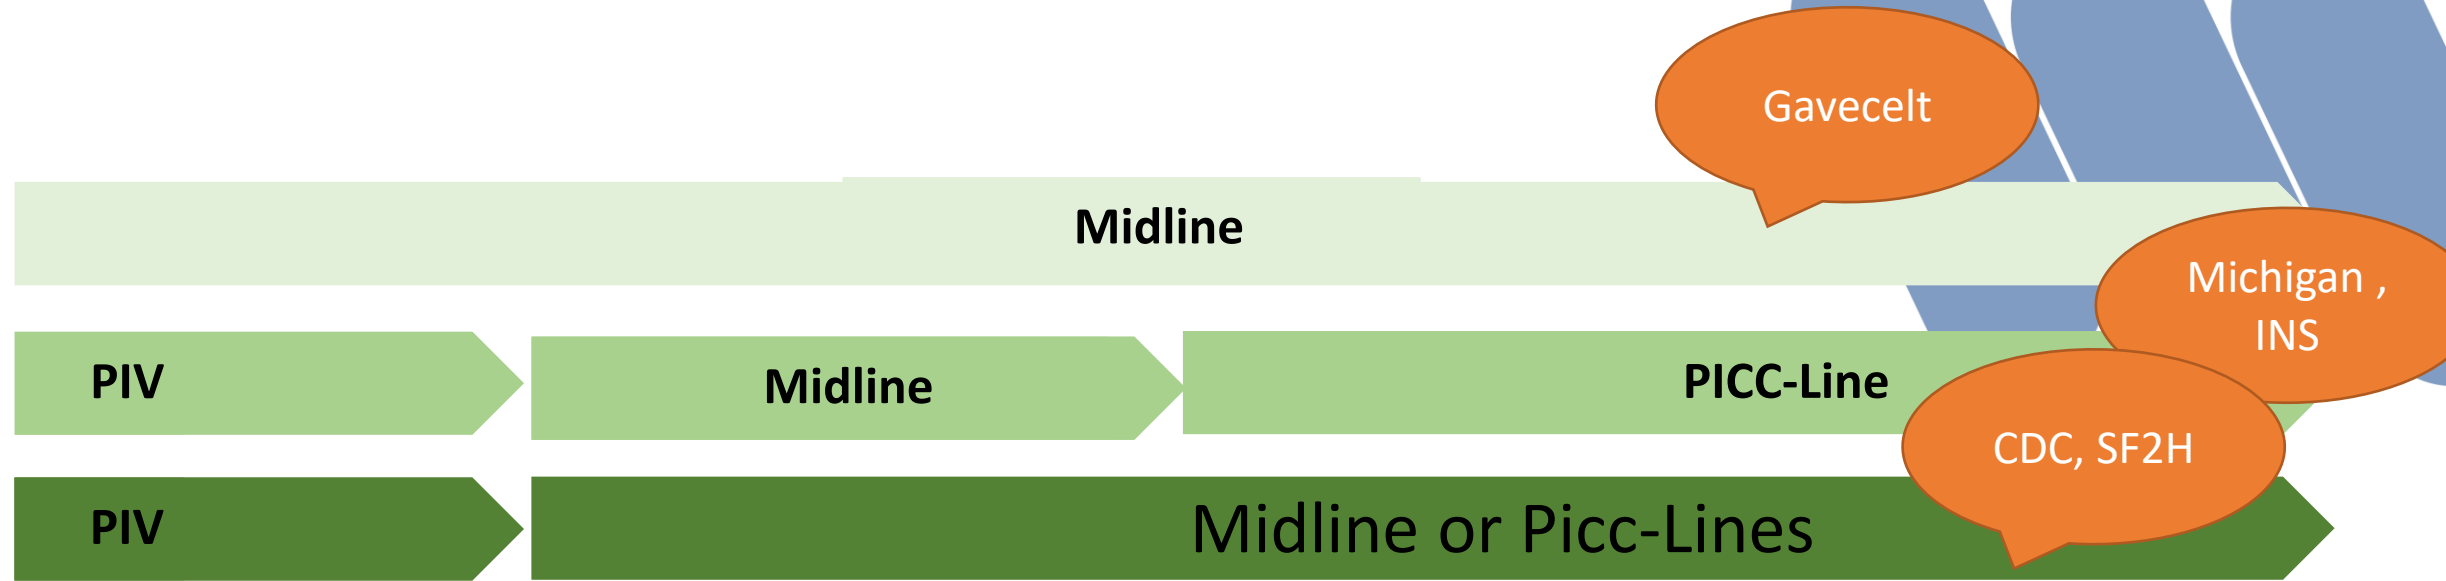 Gavecelt
Midline
Michigan ,
INS
PIV
Midline
PICC-Line
CDC, SF2H
PIV
Midline or Picc-Lines